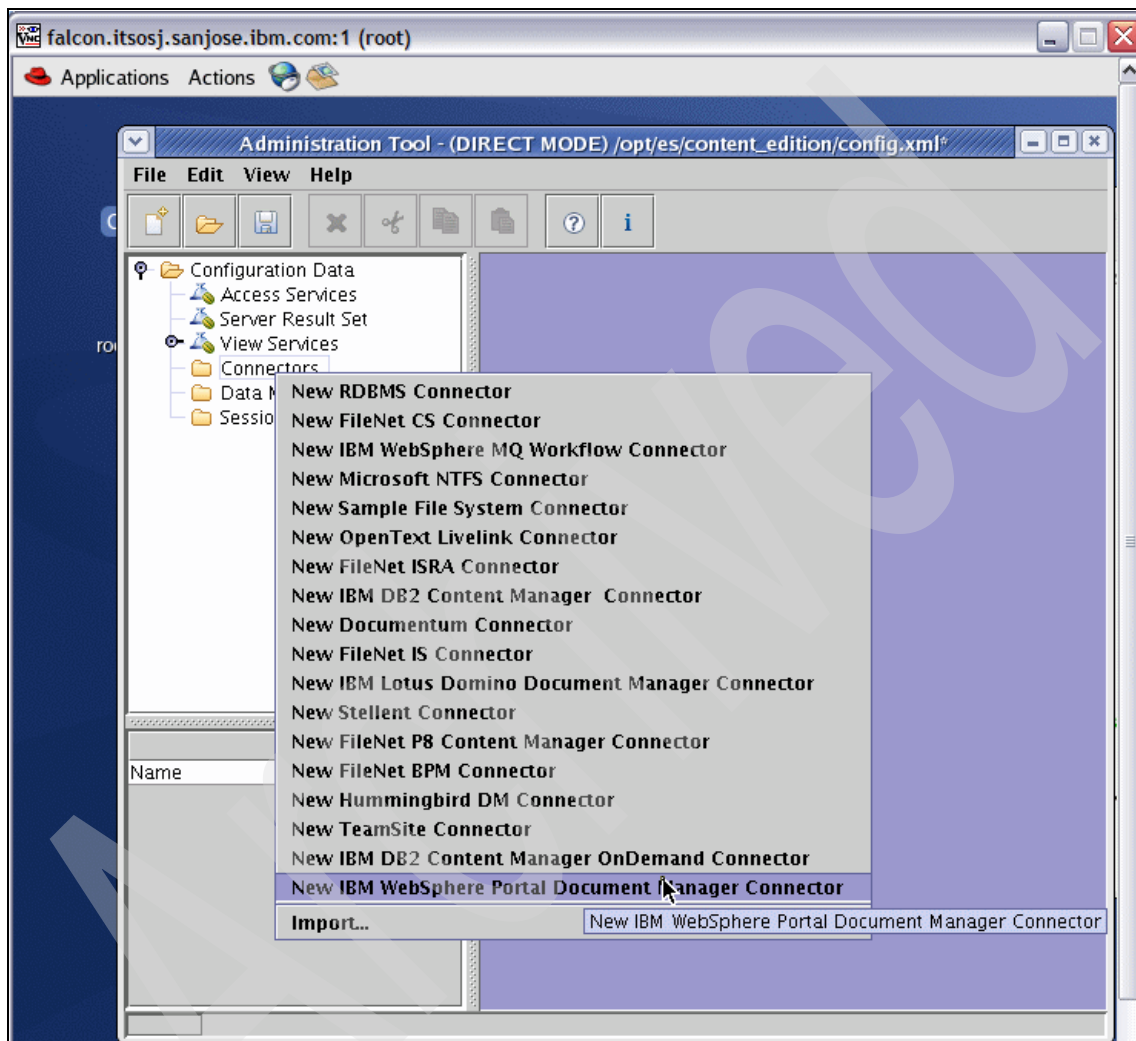 falcon.itsosj.sanjose.ibm.com:1 (root)
Applications Actions
Administration Tool - (DIRECT MODE) /opt/es/content_edition/config.xml*
File Edit View Help
Configuration Data
Access Services
Server Result Set
View Services
Connectors
Data
Sessio
New RDBMS Connector
New FileNet CS Connector
New IBM WebSphere MQ Workflow Connector
New Microsoft NTFS Connector
New Sample File System Connector
New OpenText Livelink Connector
New FileNet ISRA Connector
New IBM DB2 Content Manager Connector
New Documentum Connector
New FileNet IS Connector
New IBM Lotus Domino Document Manager Connector
New Stellent Connector
New FileNet P8 Content Manager Connector
New FileNet BPM Connector
New Hummingbird DM Connector
New TeamSite Connector
New IBM DB2 Content Manager OnDemand Connector
New IBM WebSphere Portal Document Manager Connector
Import...
New IBM WebSphere Portal Document Manager Connector
Name